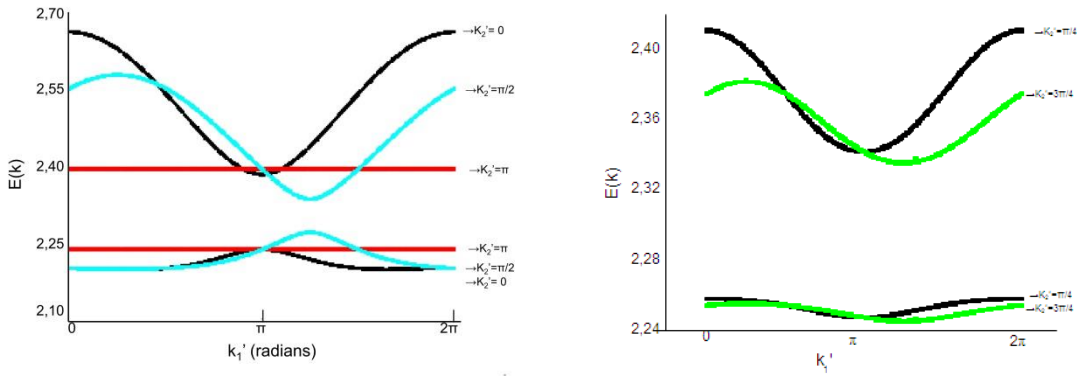 2,70
2,55
2,40
2,25
2,10
E(k)
→K₂'= 0
→K₂'=π/2
→K₂'=π
→K₂'=π
→K₂'=π/2
→K₂'= 0
0
π
2π
k₁' (radians)
2,40
2,36
2,32
2,28
2,24
E(k)
→K₂'=π/4
→K₂'=3π/4
→K₂'=π/4
→K₂'=3π/4
0
π
2π
k₁'